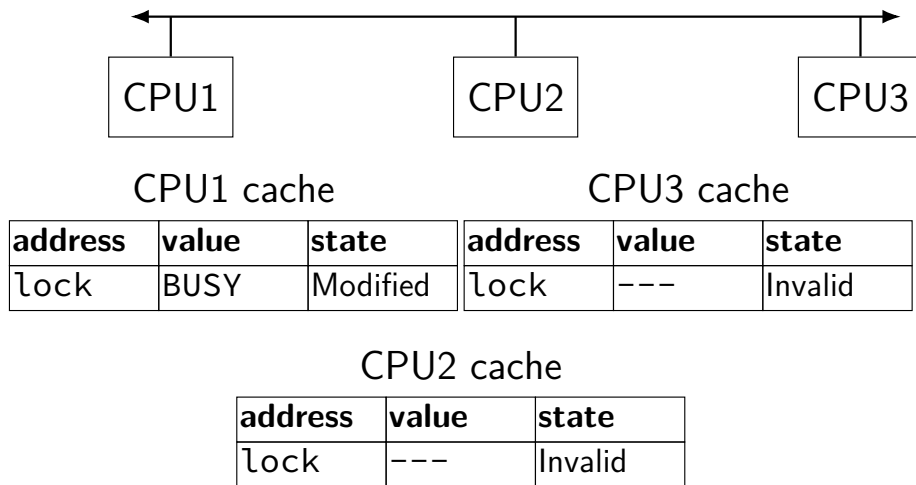 CPU1 CPU2 CPU3
CPU1 cache
address value state
lock BUSY Modified
CPU3 cache
address value state
lock --- Invalid
CPU2 cache
address value state
lock --- Invalid